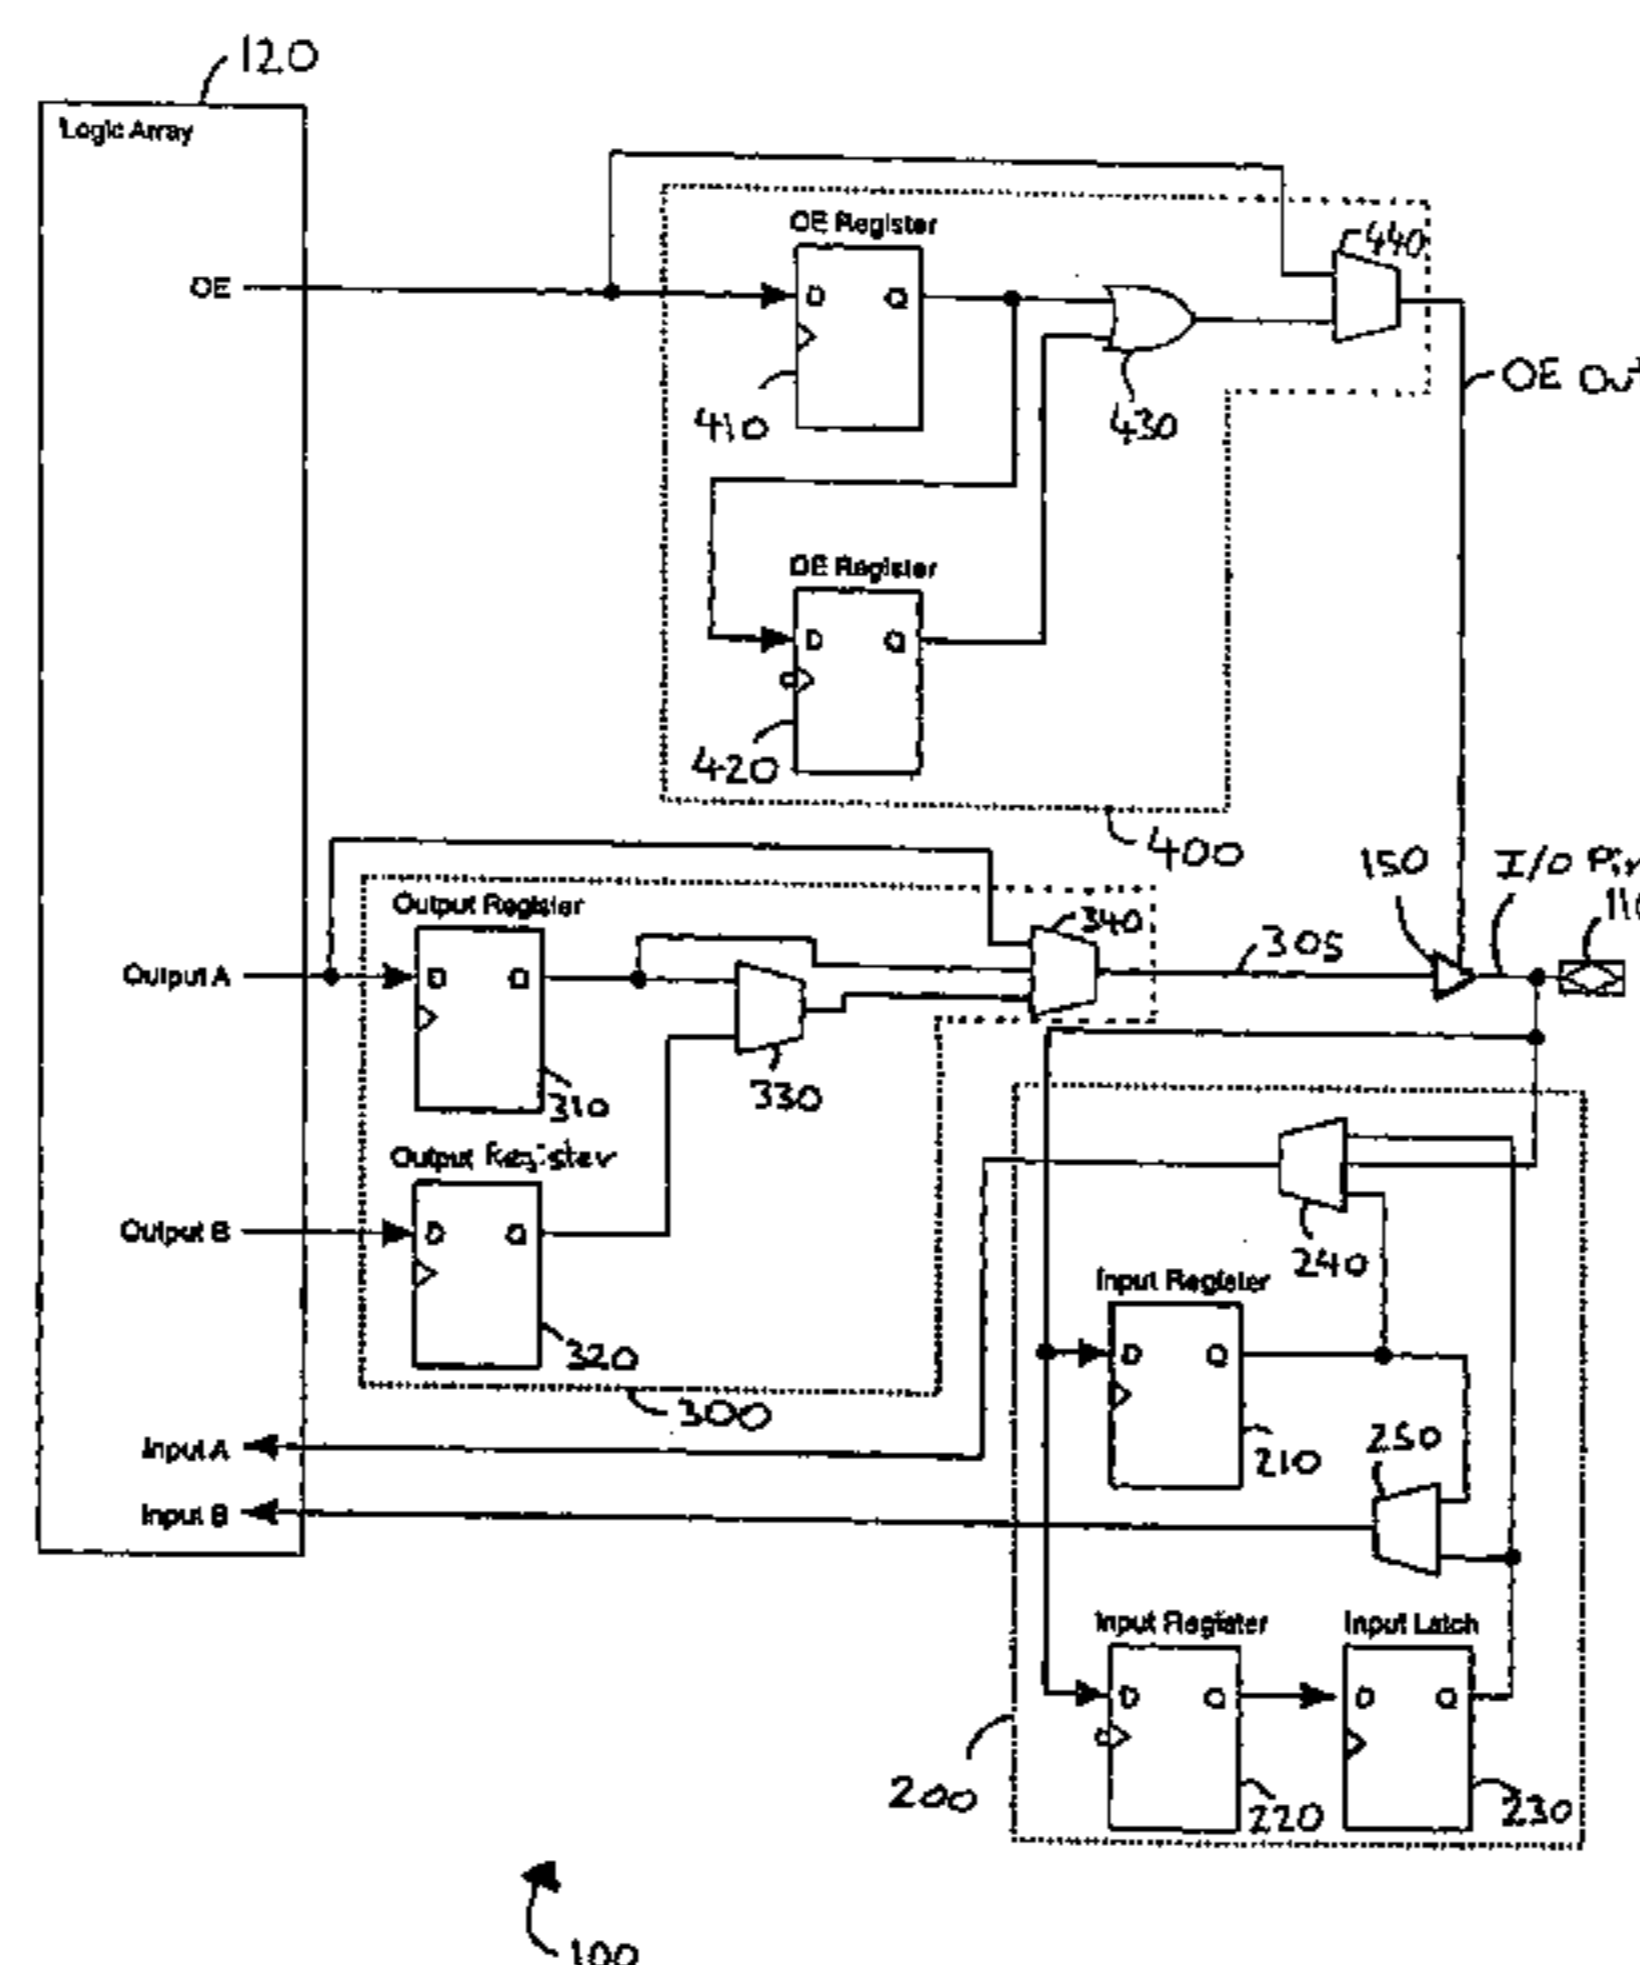 120
Logic Array
OE Register
440
OE
D Q
OE Out
410
430
OE Register
D Q
420
400
150
I/O Pin
110
Output Register
340
305
Output A
D Q
330
310
Output Register
240
Output B
D Q
Input Register
320
D Q
300
250
Input A
210
Input B
Input Register
Input Latch
D Q
D Q
200
220
230
100